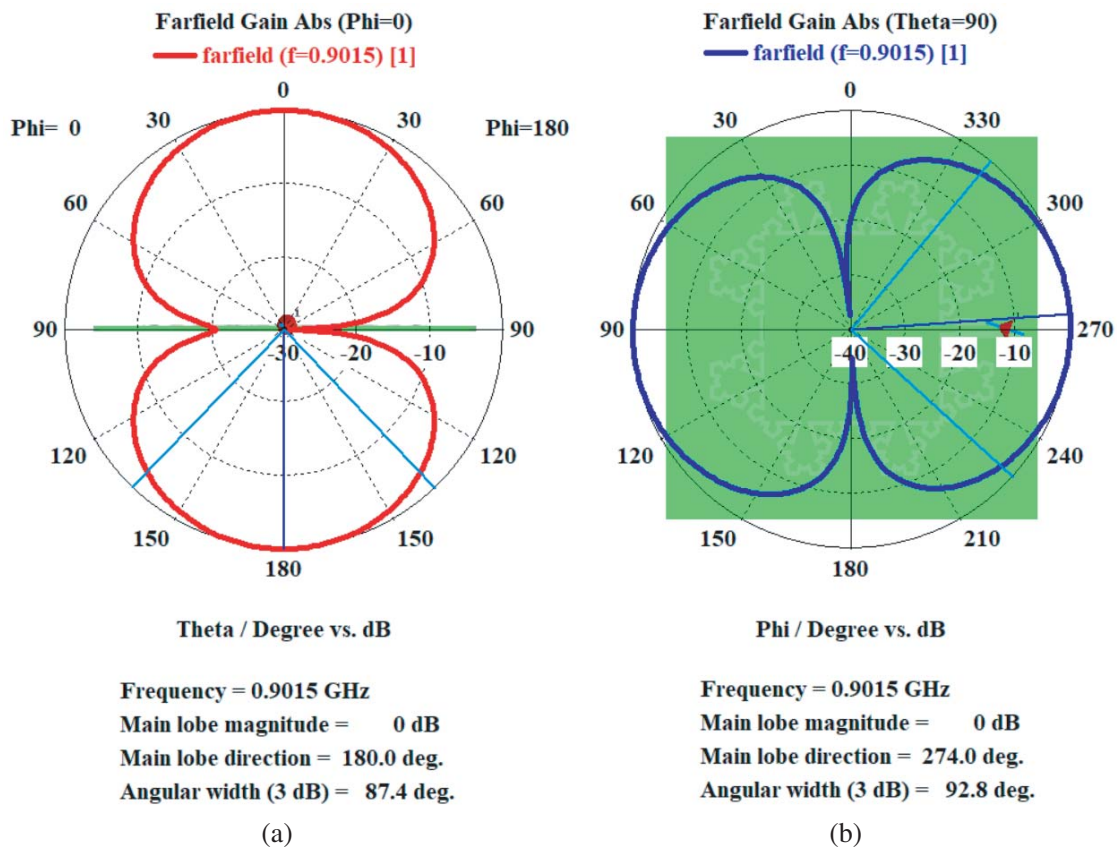 Farfield Gain Abs (Phi=0)
farfield (f=0.9015) [1]
0
Phi= 0
30
30
Phi=180
60
60
90
90
-30
-20
-10
120
120
150
150
180
Theta / Degree vs. dB
Frequency = 0.9015 GHz
Main lobe magnitude = 0 dB
Main lobe direction = 180.0 deg.
Angular width (3 dB) = 87.4 deg.
(a)
Farfield Gain Abs (Theta=90)
farfield (f=0.9015) [1]
0
30
330
60
300
90
270
-40
-30
-20
-10
120
240
150
210
180
Phi / Degree vs. dB
Frequency = 0.9015 GHz
Main lobe magnitude = 0 dB
Main lobe direction = 274.0 deg.
Angular width (3 dB) = 92.8 deg.
(b)